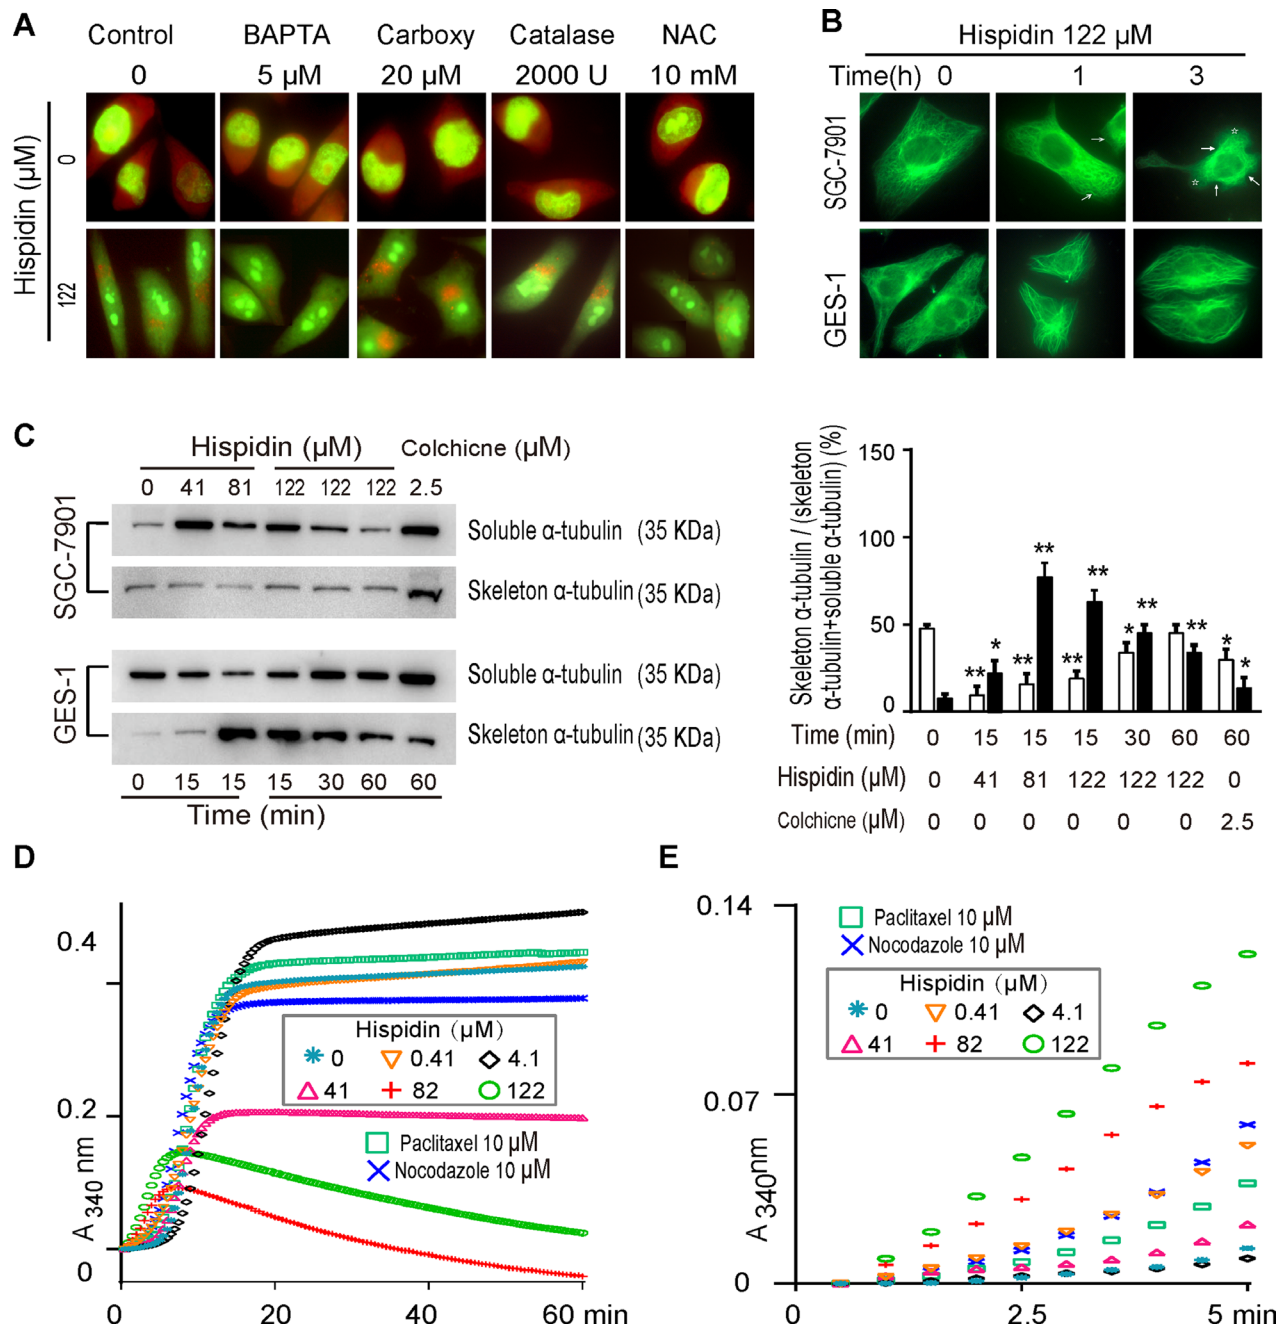 A
Control BAPTA Carboxy Catalase NAC
0 5 µM 20 µM 2000 U 10 mM
Hispidin (µM)
0
122
B
Hispidin 122 µM
Time(h) 0 1 3
SGC-7901
GES-1
C
Hispidin (µM) Colchicne (µM)
0 41 81 122 122 122 2.5
SGC-7901
Soluble α-tubulin (35 KDa)
Skeleton α-tubulin (35 KDa)
GES-1
Soluble α-tubulin (35 KDa)
Skeleton α-tubulin (35 KDa)
0 15 15 15 30 60 60
Time (min)
Skeleton α-tubulin / (skeleton
α-tubulin+soluble α-tubulin) (%)
150
100
50
0
** * ** ** ** ** * ** ** * *
Time (min) 0 15 15 15 30 60 60
Hispidin (µM) 0 41 81 122 122 122 0
Colchicne (µM) 0 0 0 0 0 0 2.5
D
A 340 nm
0.4
0.2
0
Hispidin (µM)
0 0.41 4.1
41 82 122
Paclitaxel 10 µM
Nocodazole 10 µM
0 20 40 60 min
E
A 340nm
0.14
0.07
0
Paclitaxel 10 µM
Nocodazole 10 µM
Hispidin (µM)
0 0.41 4.1
41 82 122
0 2.5 5 min